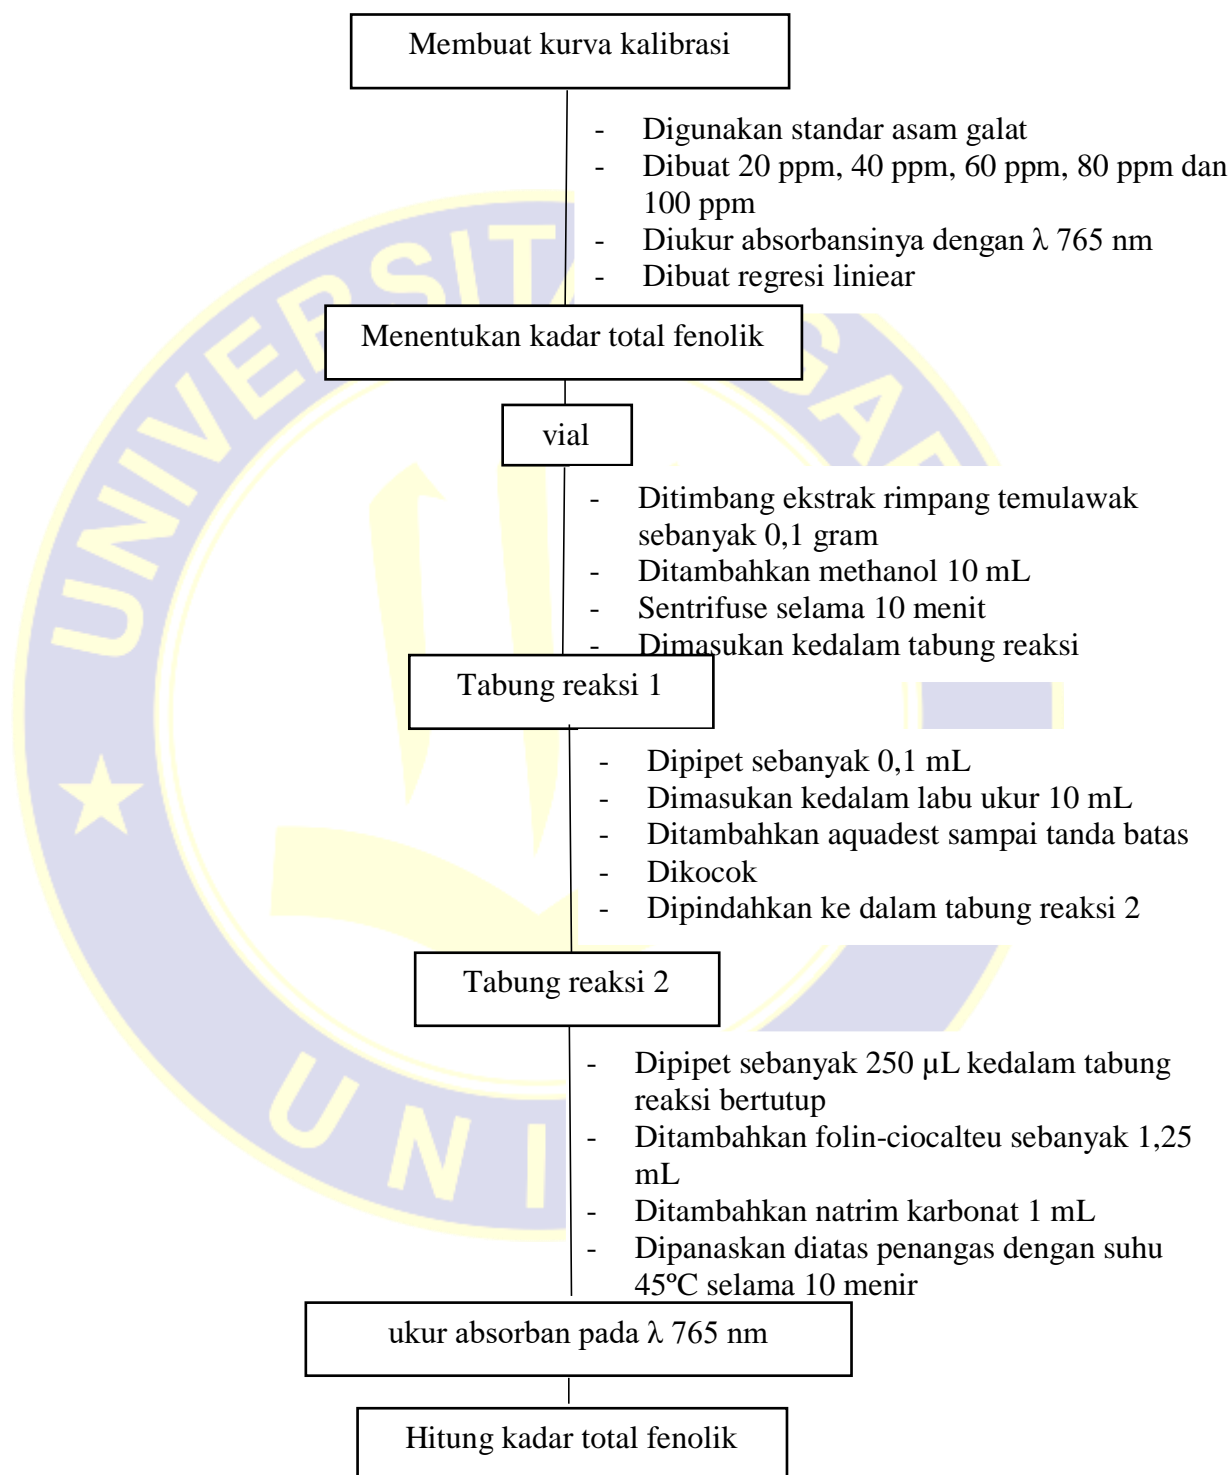 Membuat kurva kalibrasi
- Digunakan standar asam galat
- Dibuat 20 ppm, 40 ppm, 60 ppm, 80 ppm dan
100 ppm
- Diukur absorbansinya dengan λ 765 nm
- Dibuat regresi liniear
Menentukan kadar total fenolik
vial
- Ditimbang ekstrak rimpang temulawak
sebanyak 0,1 gram
- Ditambahkan methanol 10 mL
- Sentrifuse selama 10 menit
- Dimasukan kedalam tabung reaksi
Tabung reaksi 1
- Dipipet sebanyak 0,1 mL
- Dimasukan kedalam labu ukur 10 mL
- Ditambahkan aquadest sampai tanda batas
- Dikocok
- Dipindahkan ke dalam tabung reaksi 2
Tabung reaksi 2
- Dipipet sebanyak 250 µL kedalam tabung
reaksi bertutup
- Ditambahkan folin-ciocalteu sebanyak 1,25
mL
- Ditambahkan natrim karbonat 1 mL
- Dipanaskan diatas penangas dengan suhu
45ºC selama 10 menir
ukur absorban pada λ 765 nm
Hitung kadar total fenolik